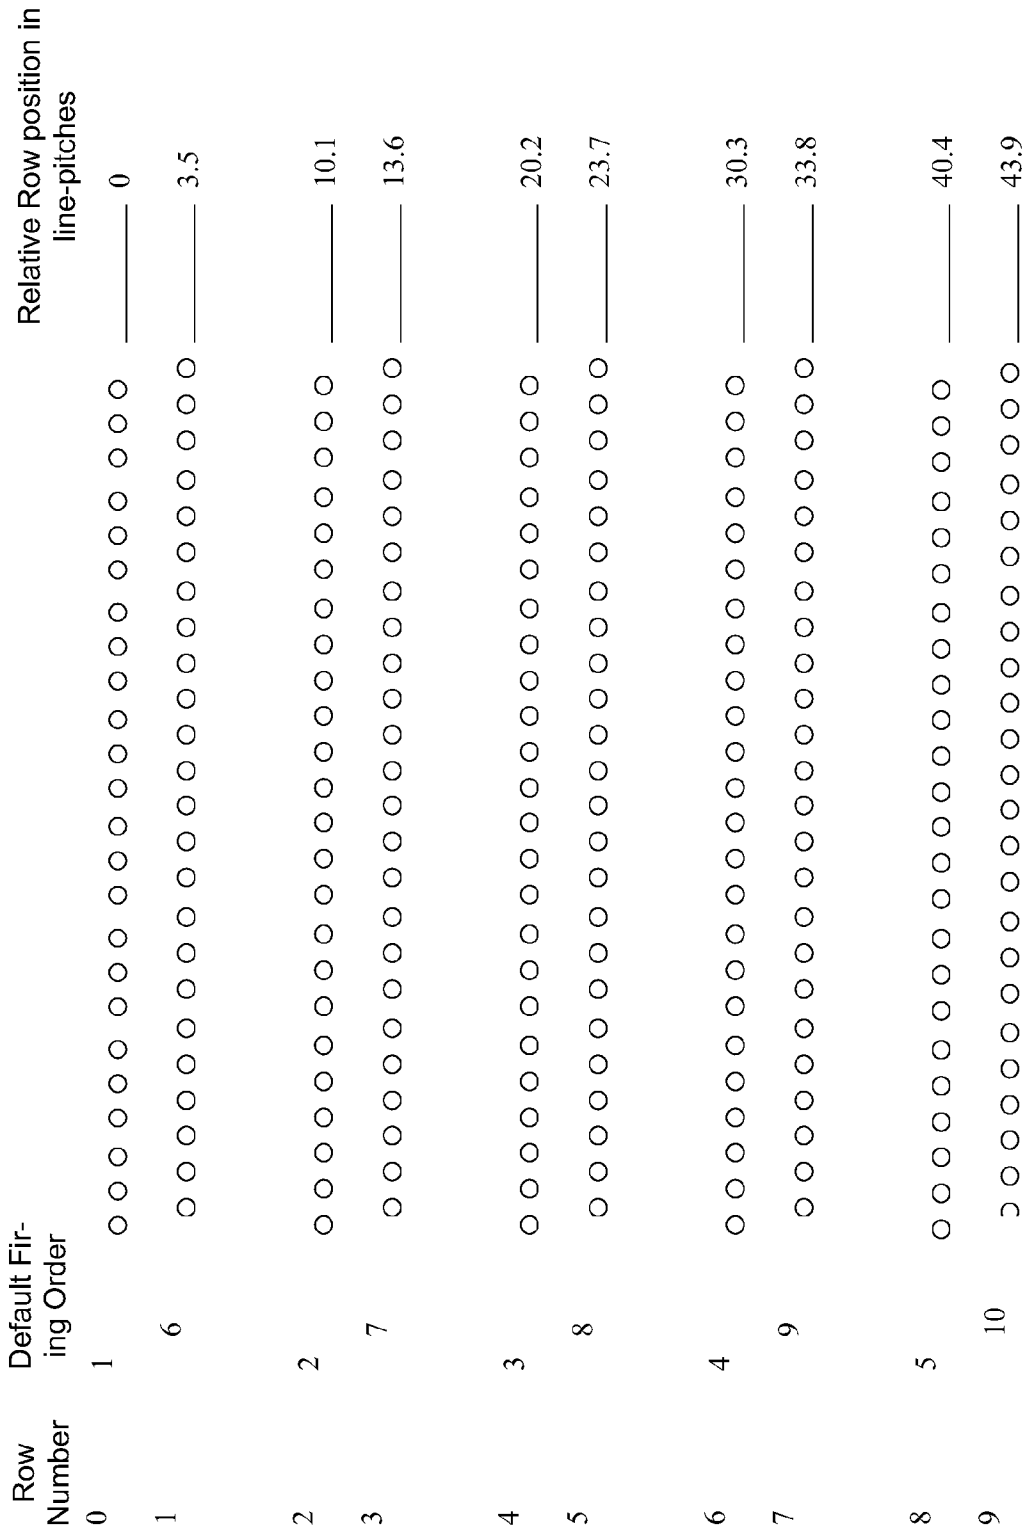 Row
Number
Default Fir-
ing Order
Relative Row position in
line-pitches
0 1 0
1 6 3.5
2 2 10.1
3 7 13.6
4 3 20.2
5 8 23.7
6 4 30.3
7 9 33.8
8 5 40.4
9 10 43.9